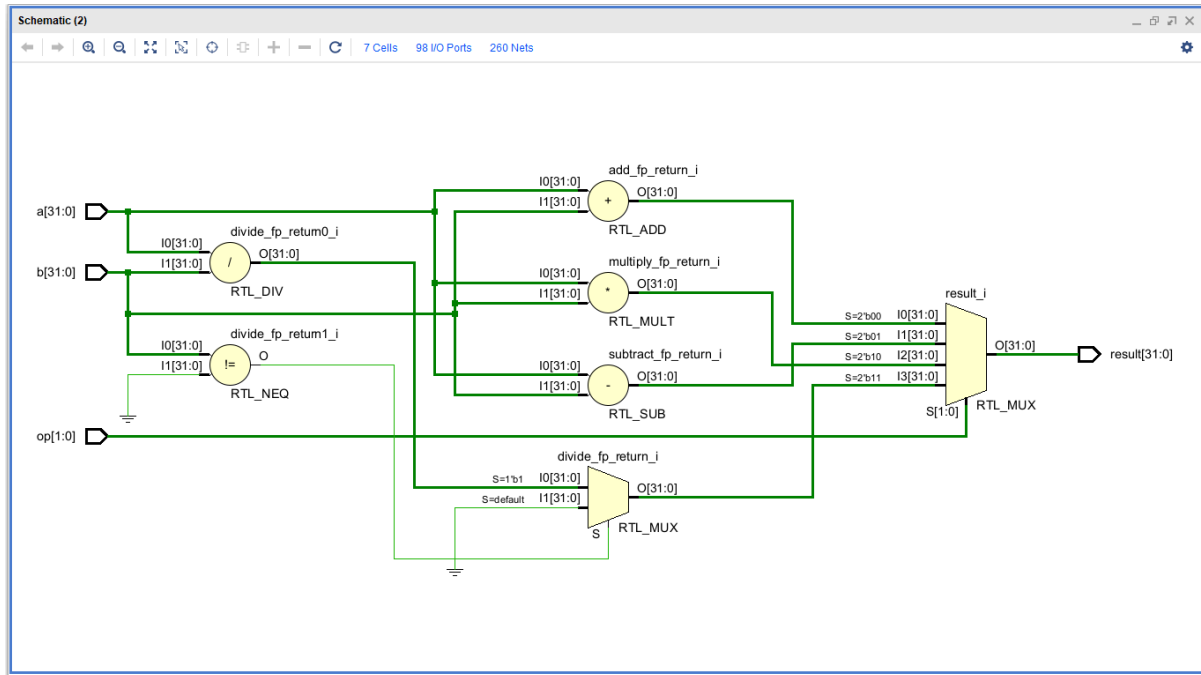 Schematic (2)
7 Cells 98 I/O Ports 260 Nets
add_fp_return_i
I0[31:0]
O[31:0]
I1[31:0]
+
RTL_ADD
a[31:0]
divide_fp_return0_i
I0[31:0]
O[31:0]
I1[31:0]
/
RTL_DIV
b[31:0]
multiply_fp_return_i
I0[31:0]
O[31:0]
I1[31:0]
*
RTL_MULT
divide_fp_return1_i
I0[31:0]
O
I1[31:0]
!=
RTL_NEQ
subtract_fp_return_i
I0[31:0]
O[31:0]
I1[31:0]
-
RTL_SUB
result_i
S=2'b00 I0[31:0]
S=2'b01 I1[31:0]
O[31:0]
S=2'b10 I2[31:0]
S=2'b11 I3[31:0]
S[1:0]
RTL_MUX
result[31:0]
op[1:0]
divide_fp_return_i
S=1'b1 I0[31:0]
O[31:0]
S=default I1[31:0]
S
RTL_MUX